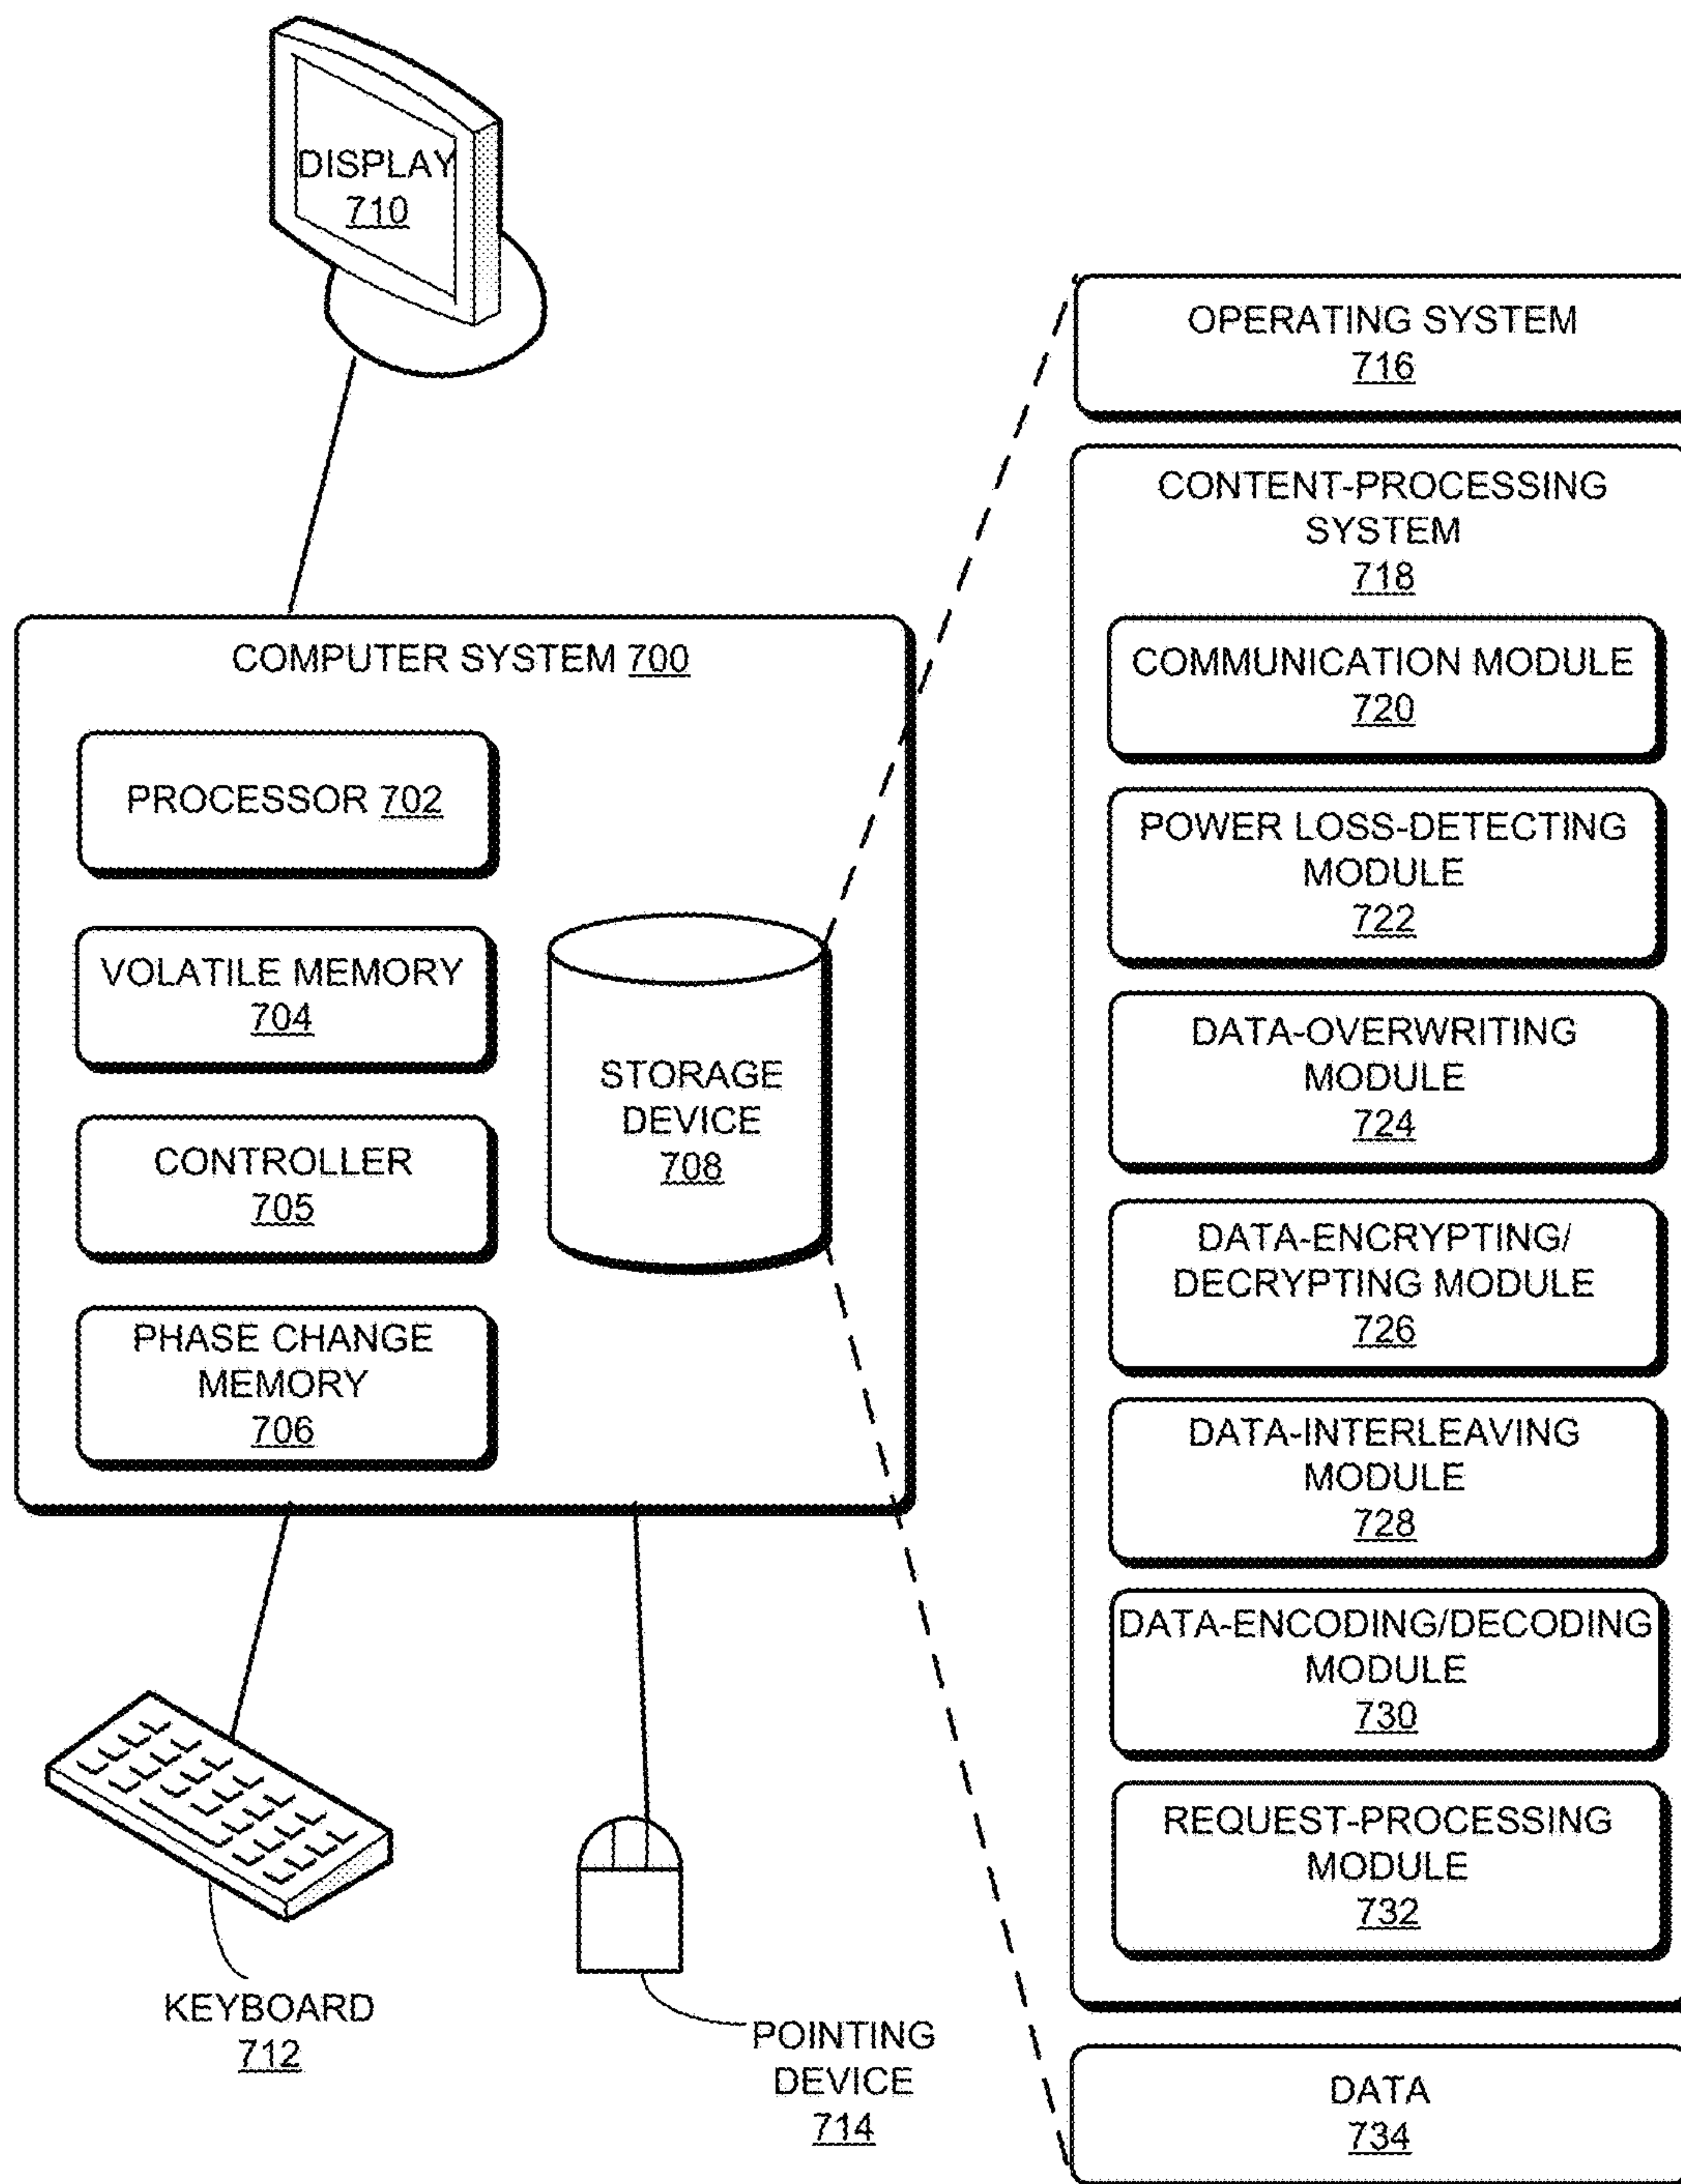 DISPLAY
710
COMPUTER SYSTEM 700
PROCESSOR 702
VOLATILE MEMORY
704
CONTROLLER
705
PHASE CHANGE
MEMORY
706
STORAGE
DEVICE
708
KEYBOARD
712
POINTING
DEVICE
714
OPERATING SYSTEM
716
CONTENT-PROCESSING
SYSTEM
718
COMMUNICATION MODULE
720
POWER LOSS-DETECTING
MODULE
722
DATA-OVERWRITING
MODULE
724
DATA-ENCRYPTING/
DECRYPTING MODULE
726
DATA-INTERLEAVING
MODULE
728
DATA-ENCODING/DECODING
MODULE
730
REQUEST-PROCESSING
MODULE
732
DATA
734